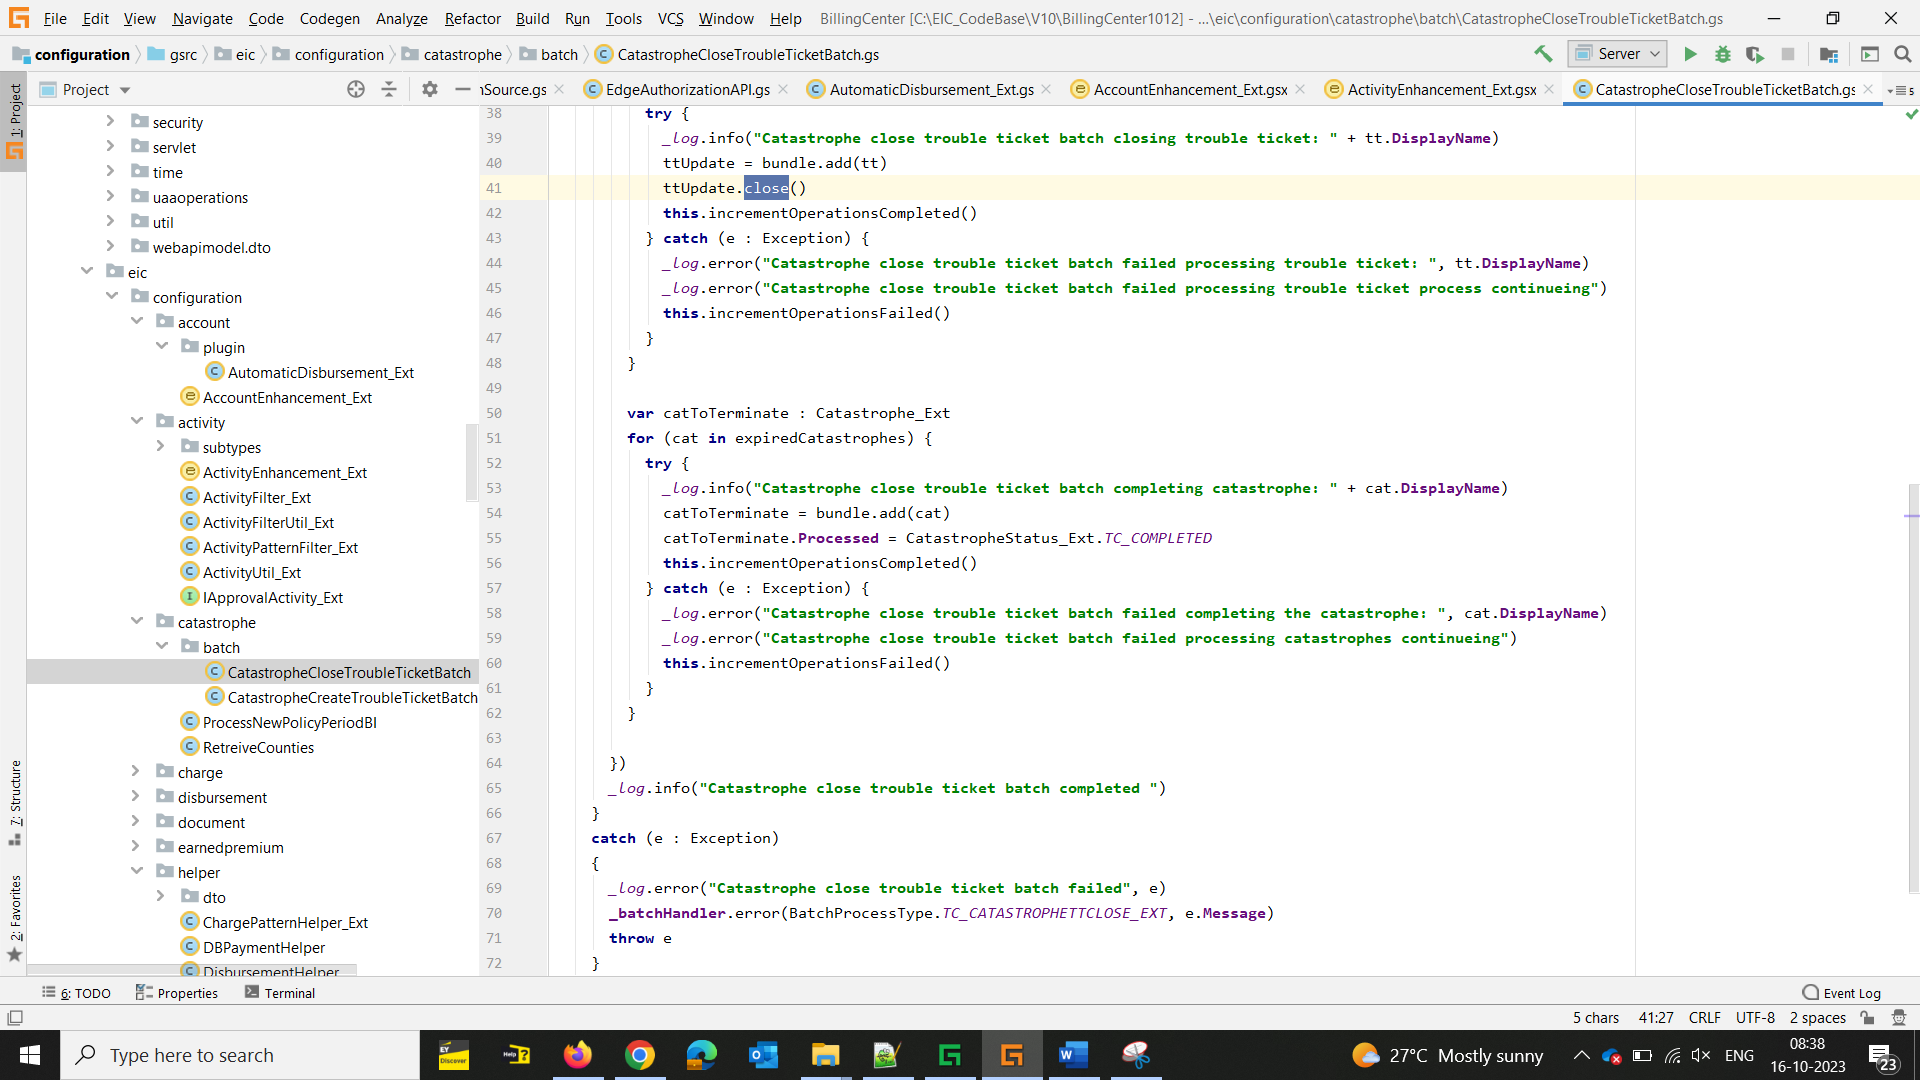 File Edit View Navigate Code Codegen Analyze Refactor Build Run Tools VCS Window Help BillingCenter [C:\EIC_CodeBase\V10\BillingCenter1012] - ...\eic\configuration\catastrophe\batch\CatastropheCloseTroubleTicketBatch.gs
configuration gsrc eic configuration catastrophe batch CatastropheCloseTroubleTicketBatch.gs Server
Project nSource.gs EdgeAuthorizationAPI.gs AutomaticDisbursement_Ext.gs AccountEnhancement_Ext.gsx ActivityEnhancement_Ext.gsx CatastropheCloseTroubleTicketBatch.gs s
1: Project
7: Structure
2: Favorites
security
servlet
time
uaaoperations
util
webapimodel.dto
eic
configuration
account
plugin
AutomaticDisbursement_Ext
AccountEnhancement_Ext
activity
subtypes
ActivityEnhancement_Ext
ActivityFilter_Ext
ActivityFilterUtil_Ext
ActivityPatternFilter_Ext
ActivityUtil_Ext
IApprovalActivity_Ext
catastrophe
batch
CatastropheCloseTroubleTicketBatch
CatastropheCreateTroubleTicketBatch
ProcessNewPolicyPeriodBI
RetreiveCounties
charge
disbursement
document
earnedpremium
helper
dto
ChargePatternHelper_Ext
DBPaymentHelper
DisbursementHelper
38 try {
39 _log.info("Catastrophe close trouble ticket batch closing trouble ticket: " + tt.DisplayName)
40 ttUpdate = bundle.add(tt)
41 ttUpdate.close()
42 this.incrementOperationsCompleted()
43 } catch (e : Exception) {
44 _log.error("Catastrophe close trouble ticket batch failed processing trouble ticket: ", tt.DisplayName)
45 _log.error("Catastrophe close trouble ticket batch failed processing trouble ticket process continueing")
46 this.incrementOperationsFailed()
47 }
48 }
49
50 var catToTerminate : Catastrophe_Ext
51 for (cat in expiredCatastrophes) {
52 try {
53 _log.info("Catastrophe close trouble ticket batch completing catastrophe: " + cat.DisplayName)
54 catToTerminate = bundle.add(cat)
55 catToTerminate.Processed = CatastropheStatus_Ext.TC_COMPLETED
56 this.incrementOperationsCompleted()
57 } catch (e : Exception) {
58 _log.error("Catastrophe close trouble ticket batch failed completing the catastrophe: ", cat.DisplayName)
59 _log.error("Catastrophe close trouble ticket batch failed processing catastrophes continueing")
60 this.incrementOperationsFailed()
61 }
62 }
63
64 })
65 _log.info("Catastrophe close trouble ticket batch completed ")
66 }
67 catch (e : Exception)
68 {
69 _log.error("Catastrophe close trouble ticket batch failed", e)
70 _batchHandler.error(BatchProcessType.TC_CATASTROPHETTCLOSE_EXT, e.Message)
71 throw e
72 }
6: TODO Properties Terminal Event Log
5 chars 41:27 CRLF UTF-8 2 spaces
Type here to search EY Discover Help ? 27°C Mostly sunny ENG 08:38
16-10-2023 23